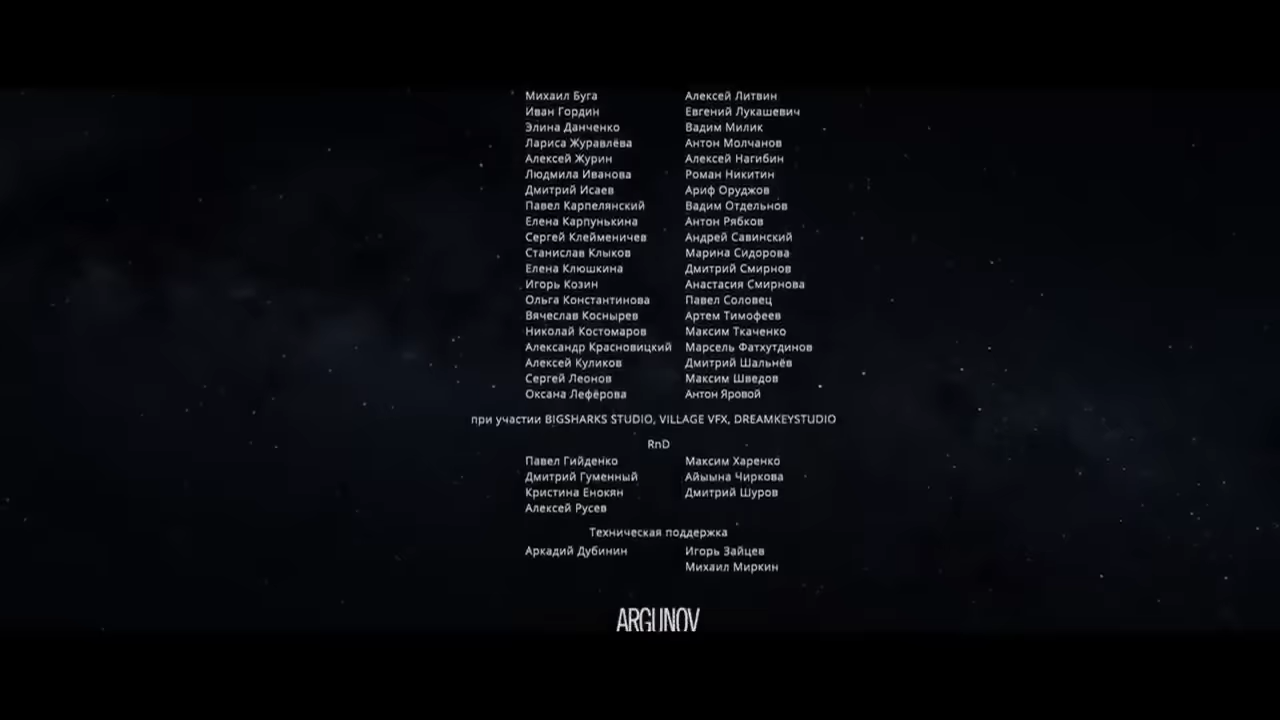 Михаил Буга Алексей Литвин
Иван Гордин Евгений Лукашевич
Элина Данченко Вадим Милик
Лариса Журавлёва Антон Молчанов
Алексей Журин Алексей Нагибин
Людмила Иванова Роман Никитин
Дмитрий Исаев Ариф Оруджов
Павел Карпелянский Вадим Отдельнов
Елена Карпунькина Антон Рябков
Сергей Клейменичев Андрей Савинский
Станислав Клыков Марина Сидорова
Елена Клюшкина Дмитрий Смирнов
Игорь Козин Анастасия Смирнова
Ольга Константинова Павел Соловец
Вячеслав Коснырев Артем Тимофеев
Николай Костомаров Максим Ткаченко
Александр Красновицкий Марсель Фатхутдинов
Алексей Куликов Дмитрий Шальнёв
Сергей Леонов Максим Шведов
Оксана Лефёрова Антон Яровой
при участии BIGSHARKS STUDIO, VILLAGE VFX, DREAMKEYSTUDIO
RnD
Павел Гийденко Максим Харенко
Дмитрий Гуменный Айыына Чиркова
Кристина Енокян Дмитрий Шуров
Алексей Русев
Техническая поддержка
Аркадий Дубинин Игорь Зайцев
Михаил Миркин
ARGUNOV